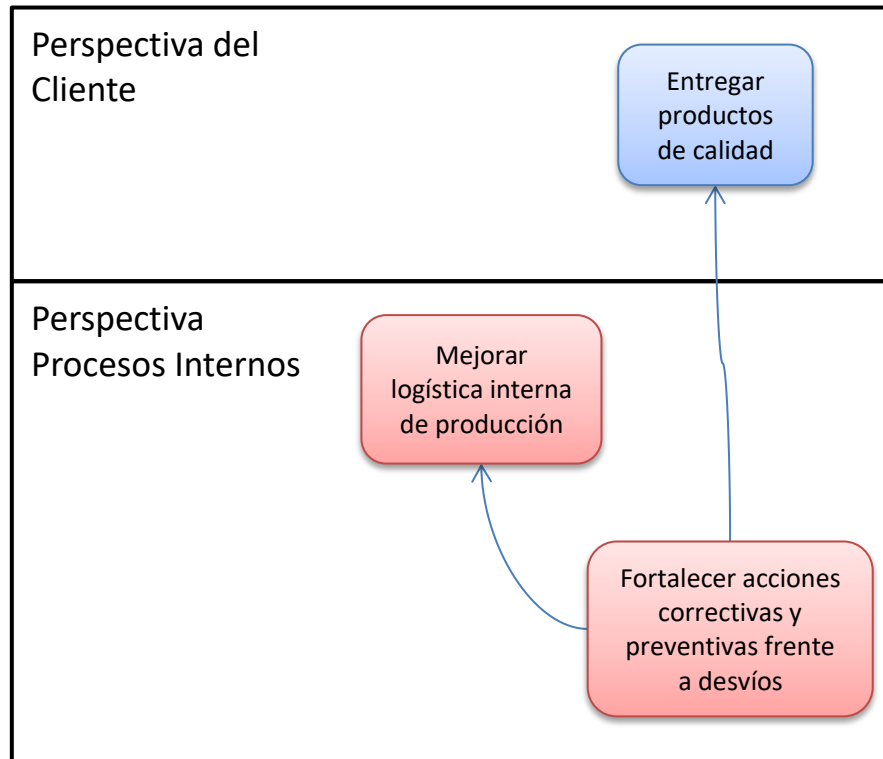 Perspectiva del
Cliente
Entregar
productos
de calidad
Perspectiva
Procesos Internos
Mejorar
logística interna
de producción
Fortalecer acciones
correctivas y
preventivas frente
a desvíos